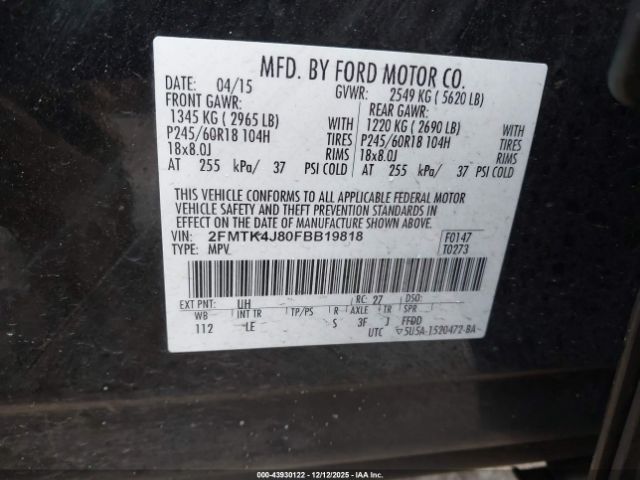 MFD. BY FORD MOTOR CO.
DATE: 04/15 GVWR: 2549 KG ( 5620 LB)
FRONT GAWR: REAR GAWR:
1345 KG ( 2965 LB) WITH 1220 KG ( 2690 LB) WITH
P245/60R18 104H TIRES P245/60R18 104H TIRES
18x8.0J RIMS 18x8.0J RIMS
AT 255 kPa/ 37 PSI COLD AT 255 kPa/ 37 PSI COLD
THIS VEHICLE CONFORMS TO ALL APPLICABLE FEDERAL MOTOR
VEHICLE SAFETY AND THEFT PREVENTION STANDARDS IN
EFFECT ON THE DATE OF MANUFACTURE SHOWN ABOVE.
VIN: 2FMTK4J80FBB19818 F0147
TYPE: MPV T0273
EXT PNT: UH RC: 27 DSO:
WB INT TR TP/PS R AXLE TR SPR
112 LE S 3F J FFDD
UTC 5U5A-1520472-BA
000-43930122 - 12/12/2025 - IAAI.COM